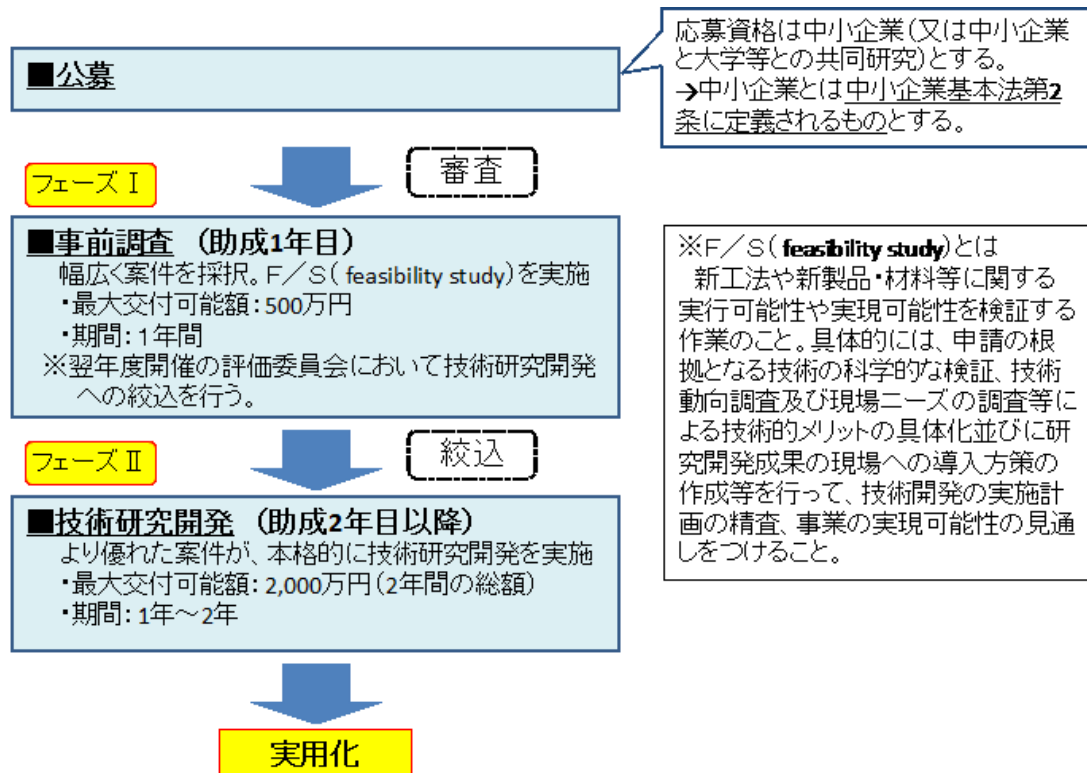 ■公募
応募資格は中小企業(又は中小企業
と大学等との共同研究)とする。
→中小企業とは中小企業基本法第2
条に定義されるものとする。
フェーズⅠ
審査
■事前調査 (助成1年目)
幅広く案件を採択。F/S( feasibility study)を実施
・最大交付可能額:500万円
・期間:1年間
※翌年度開催の評価委員会において技術研究開発
への絞込を行う。
※F/S( feasibility study)とは
新工法や新製品・材料等に関する
実行可能性や実現可能性を検証する
作業のこと。具体的には、申請の根
拠となる技術の科学的な検証、技術
動向調査及び現場ニーズの調査等に
よる技術的メリットの具体化並びに研
究開発成果の現場への導入方策の
作成等を行って、技術開発の実施計
画の精査、事業の実現可能性の見通
しをつけること。
フェーズⅡ
絞込
■技術研究開発 (助成2年目以降)
より優れた案件が、本格的に技術研究開発を実施
・最大交付可能額:2,000万円(2年間の総額)
・期間:1年~2年
実用化